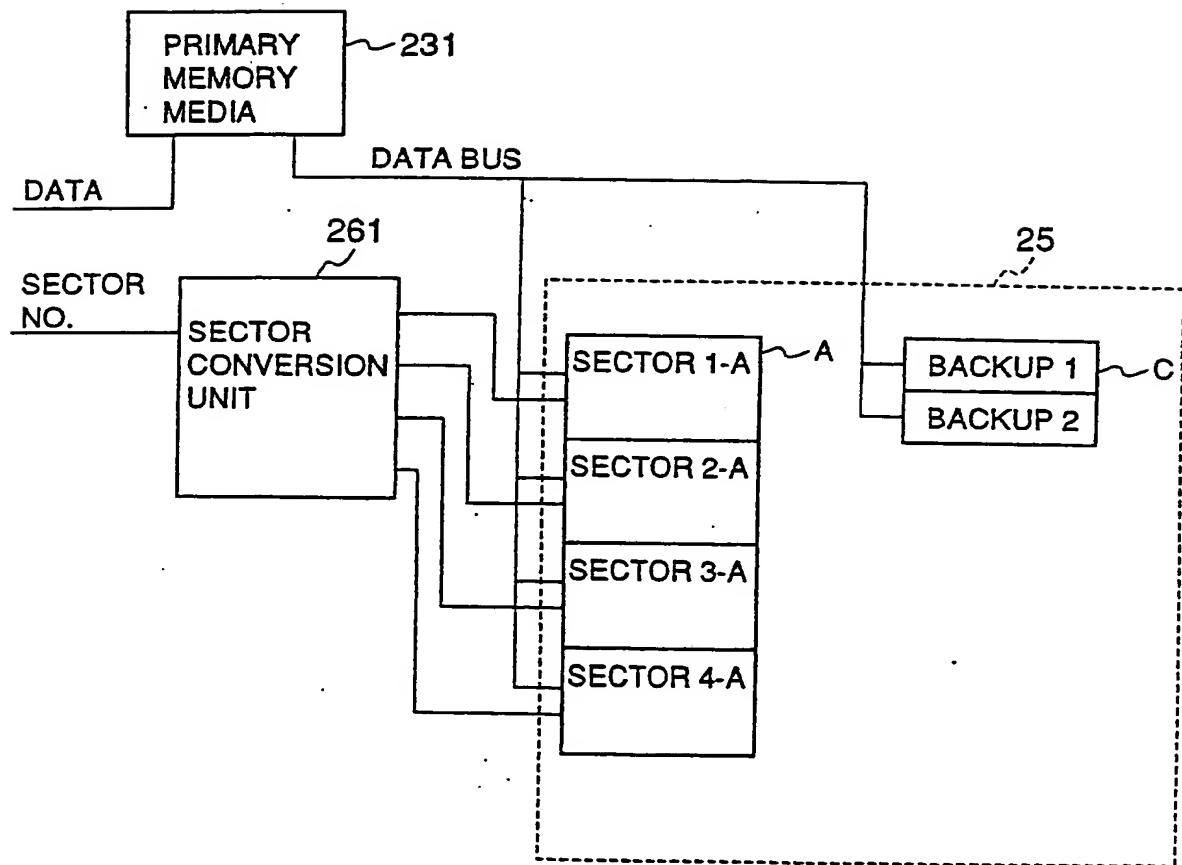 PRIMARY
MEMORY
MEDIA
231
DATA BUS
DATA
25
261
SECTOR
NO.
SECTOR
CONVERSION
UNIT
SECTOR 1-A
A
BACKUP 1
C
BACKUP 2
SECTOR 2-A
SECTOR 3-A
SECTOR 4-A